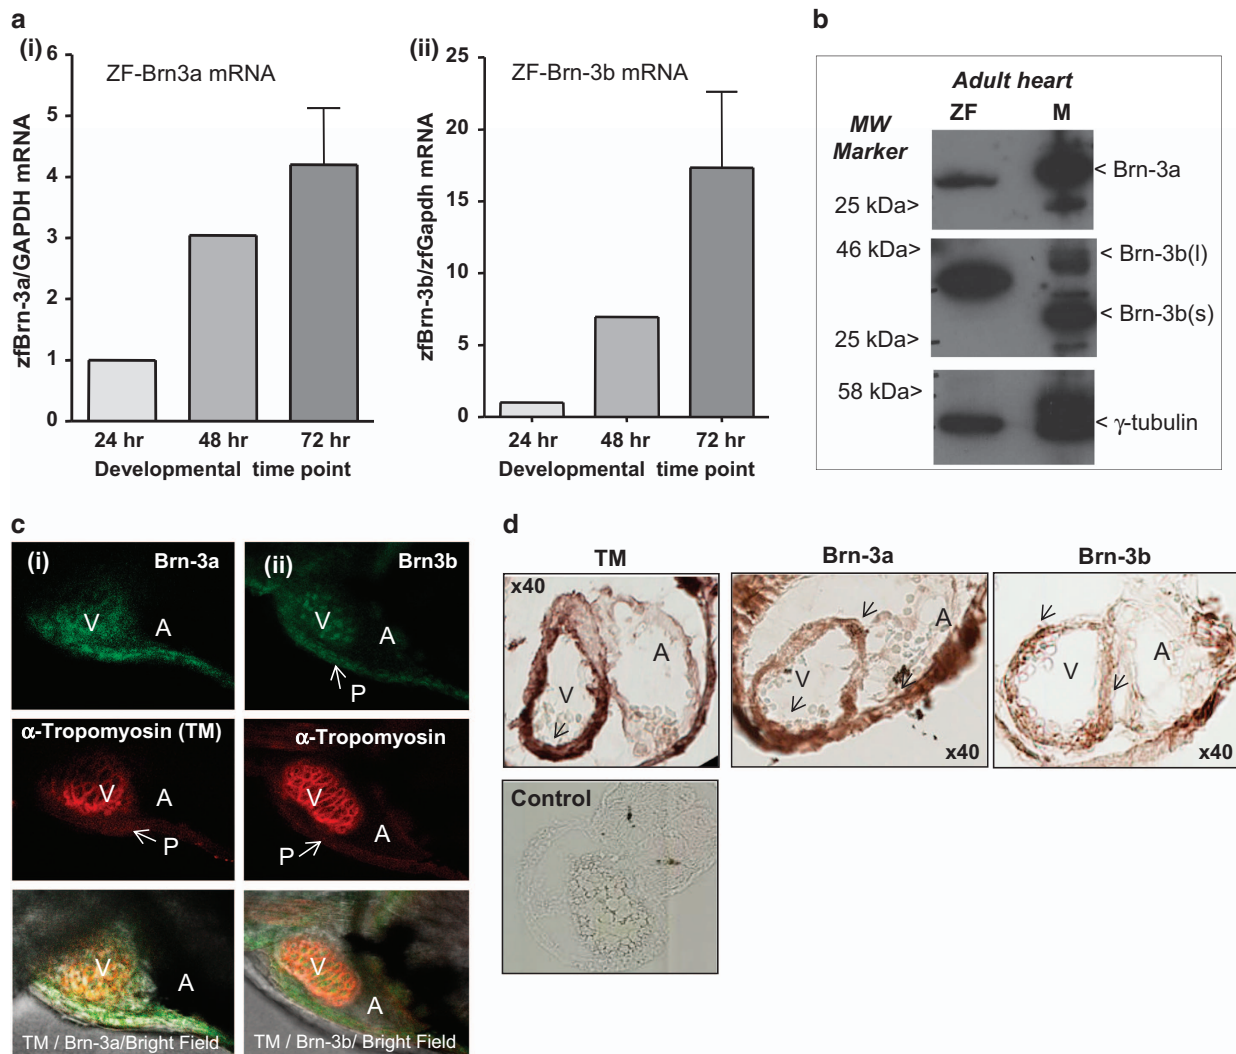 a
(i)
ZF-Brn3a mRNA
zfBrn-3a/GAPDH mRNA
6
5
4
3
2
1
0
24 hr 48 hr 72 hr
Developmental time point
(ii)
ZF-Brn-3b mRNA
zfBrn-3b/zfGapdh mRNA
25
20
15
10
5
0
24 hr 48 hr 72 hr
Developmental time point
b
Adult heart
ZF M
MW
Marker
< Brn-3a
25 kDa>
46 kDa>
< Brn-3b(l)
< Brn-3b(s)
25 kDa>
58 kDa>
< γ-tubulin
c
(i) Brn-3a
V
A
(ii) Brn3b
V
A
P
α-Tropomyosin (TM)
V
A
P
α-Tropomyosin
V
A
P
V
A
TM / Brn-3a/Bright Field
V
A
TM / Brn-3b/ Bright Field
d
TM
x40
A
V
Brn-3a
A
V
x40
Brn-3b
V
A
x40
Control